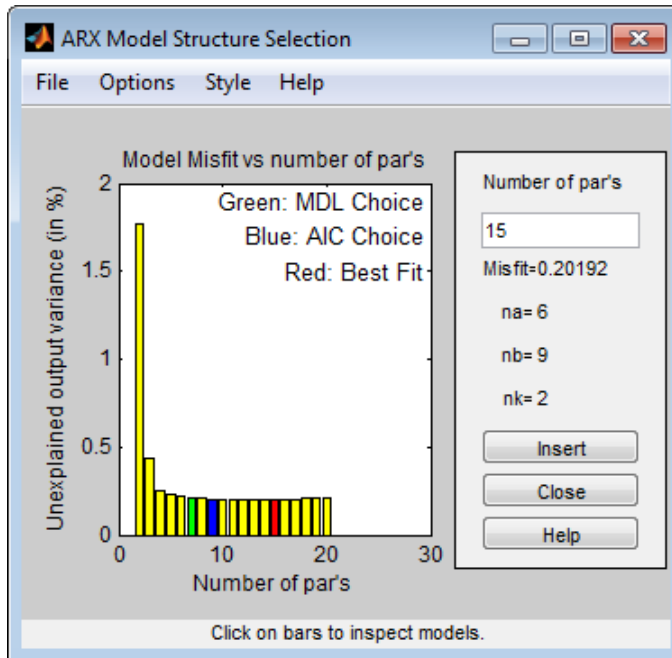 ARX Model Structure Selection
File Options Style Help
Model Misfit vs number of par's
Unexplained output variance (in %)
2
1.5
1
0.5
0
Green: MDL Choice
Blue: AIC Choice
Red: Best Fit
0 10 20 30
Number of par's
Number of par's
15
Misfit=0.20192
na= 6
nb= 9
nk= 2
Insert
Close
Help
Click on bars to inspect models.